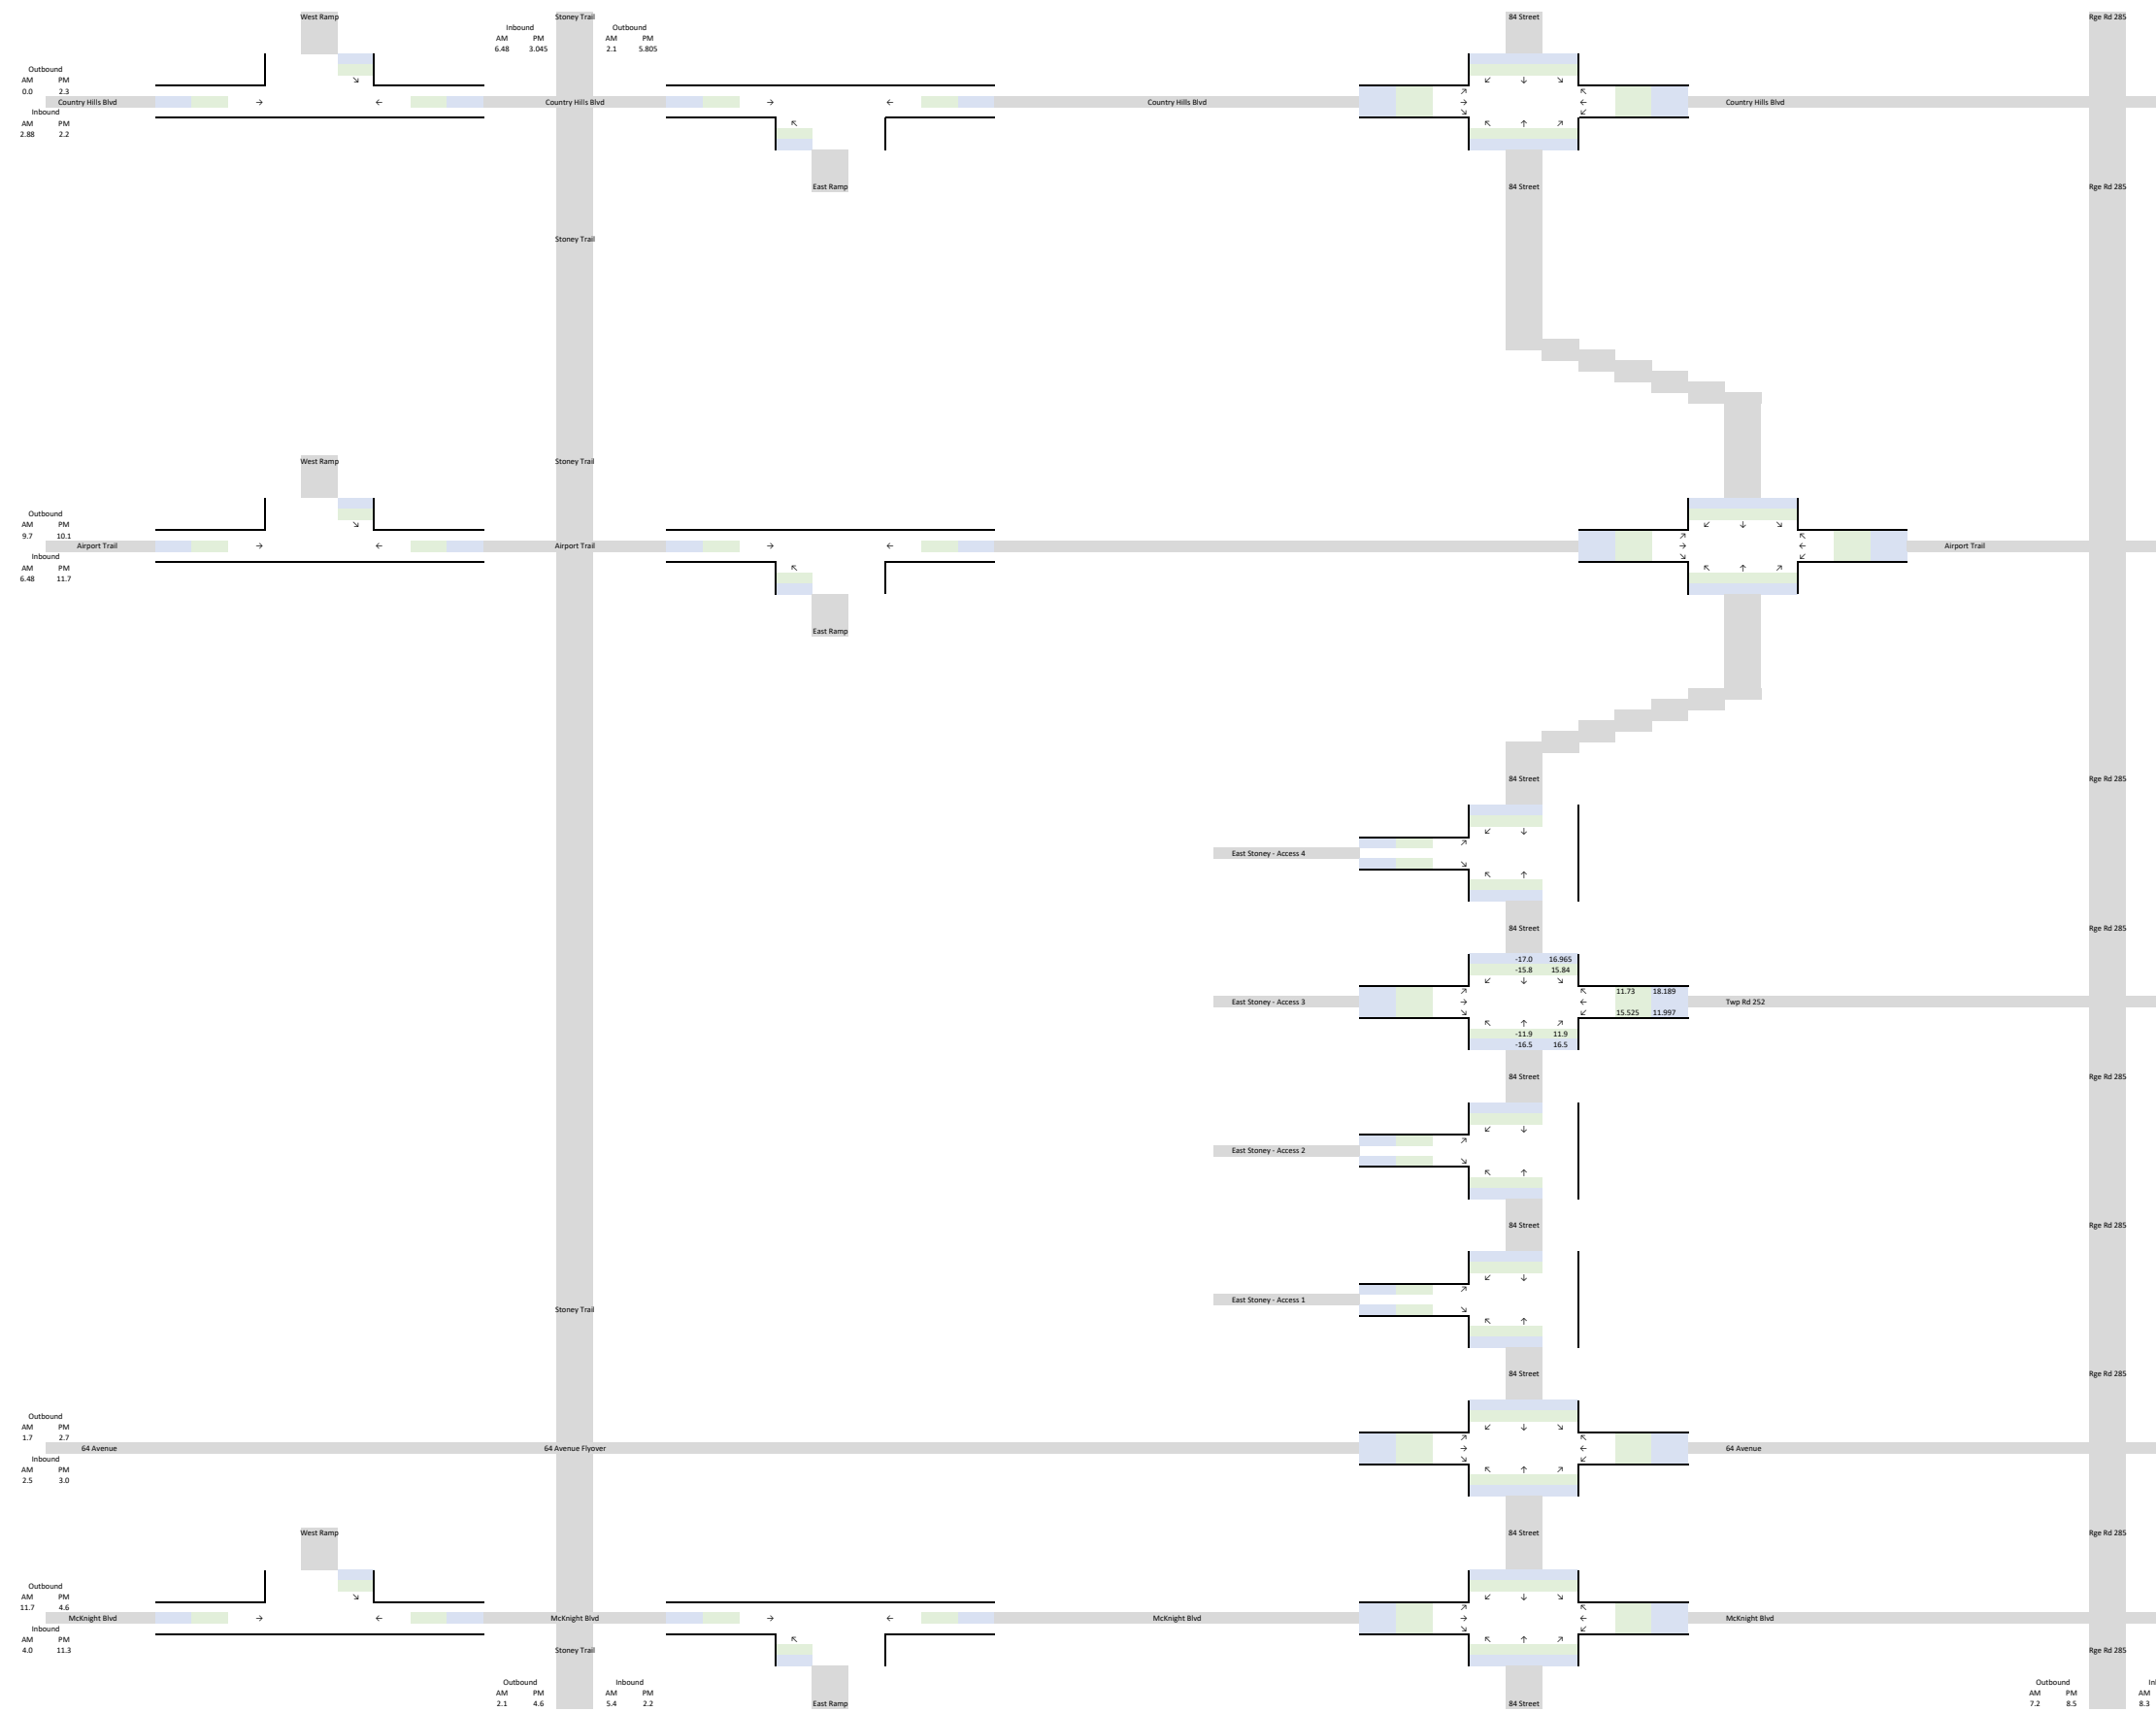 West Ramp Stoney Trail 84 Street Rge Rd 285
Inbound Outbound
AM PM AM PM
6.48 3.045 2.1 5.805
Outbound
AM PM
0.0 2.3
Country Hills Blvd → ← Country Hills Blvd → ← Country Hills Blvd → ← Country Hills Blvd
Inbound
AM PM
2.88 2.2
East Ramp 84 Street Rge Rd 285
Stoney Trail
West Ramp Stoney Trail
Outbound
AM PM
9.7 10.1
Airport Trail → ← Airport Trail → ← → ← Airport Trail
Inbound
AM PM
6.48 11.7
East Ramp
84 Street Rge Rd 285
East Stoney - Access 4
84 Street Rge Rd 285
-17.0 16.965
-15.8 15.84
11.73 18.189
East Stoney - Access 3 → ← Twp Rd 252
15.525 11.997
-11.9 11.9
-16.5 16.5
84 Street Rge Rd 285
East Stoney - Access 2
84 Street Rge Rd 285
East Stoney - Access 1
Stoney Trail
84 Street Rge Rd 285
Outbound
AM PM
1.7 2.7
64 Avenue 64 Avenue Flyover → ← 64 Avenue
Inbound
AM PM
2.5 3.0
West Ramp 84 Street Rge Rd 285
Outbound
AM PM
11.7 4.6
McKnight Blvd → ← McKnight Blvd → ← McKnight Blvd → ← McKnight Blvd
Inbound
AM PM
4.0 11.3
Stoney Trail Rge Rd 285
Outbound Inbound Outbound In
AM PM AM PM AM PM AM
2.1 4.6 5.4 2.2 East Ramp 84 Street 7.2 8.5 8.3